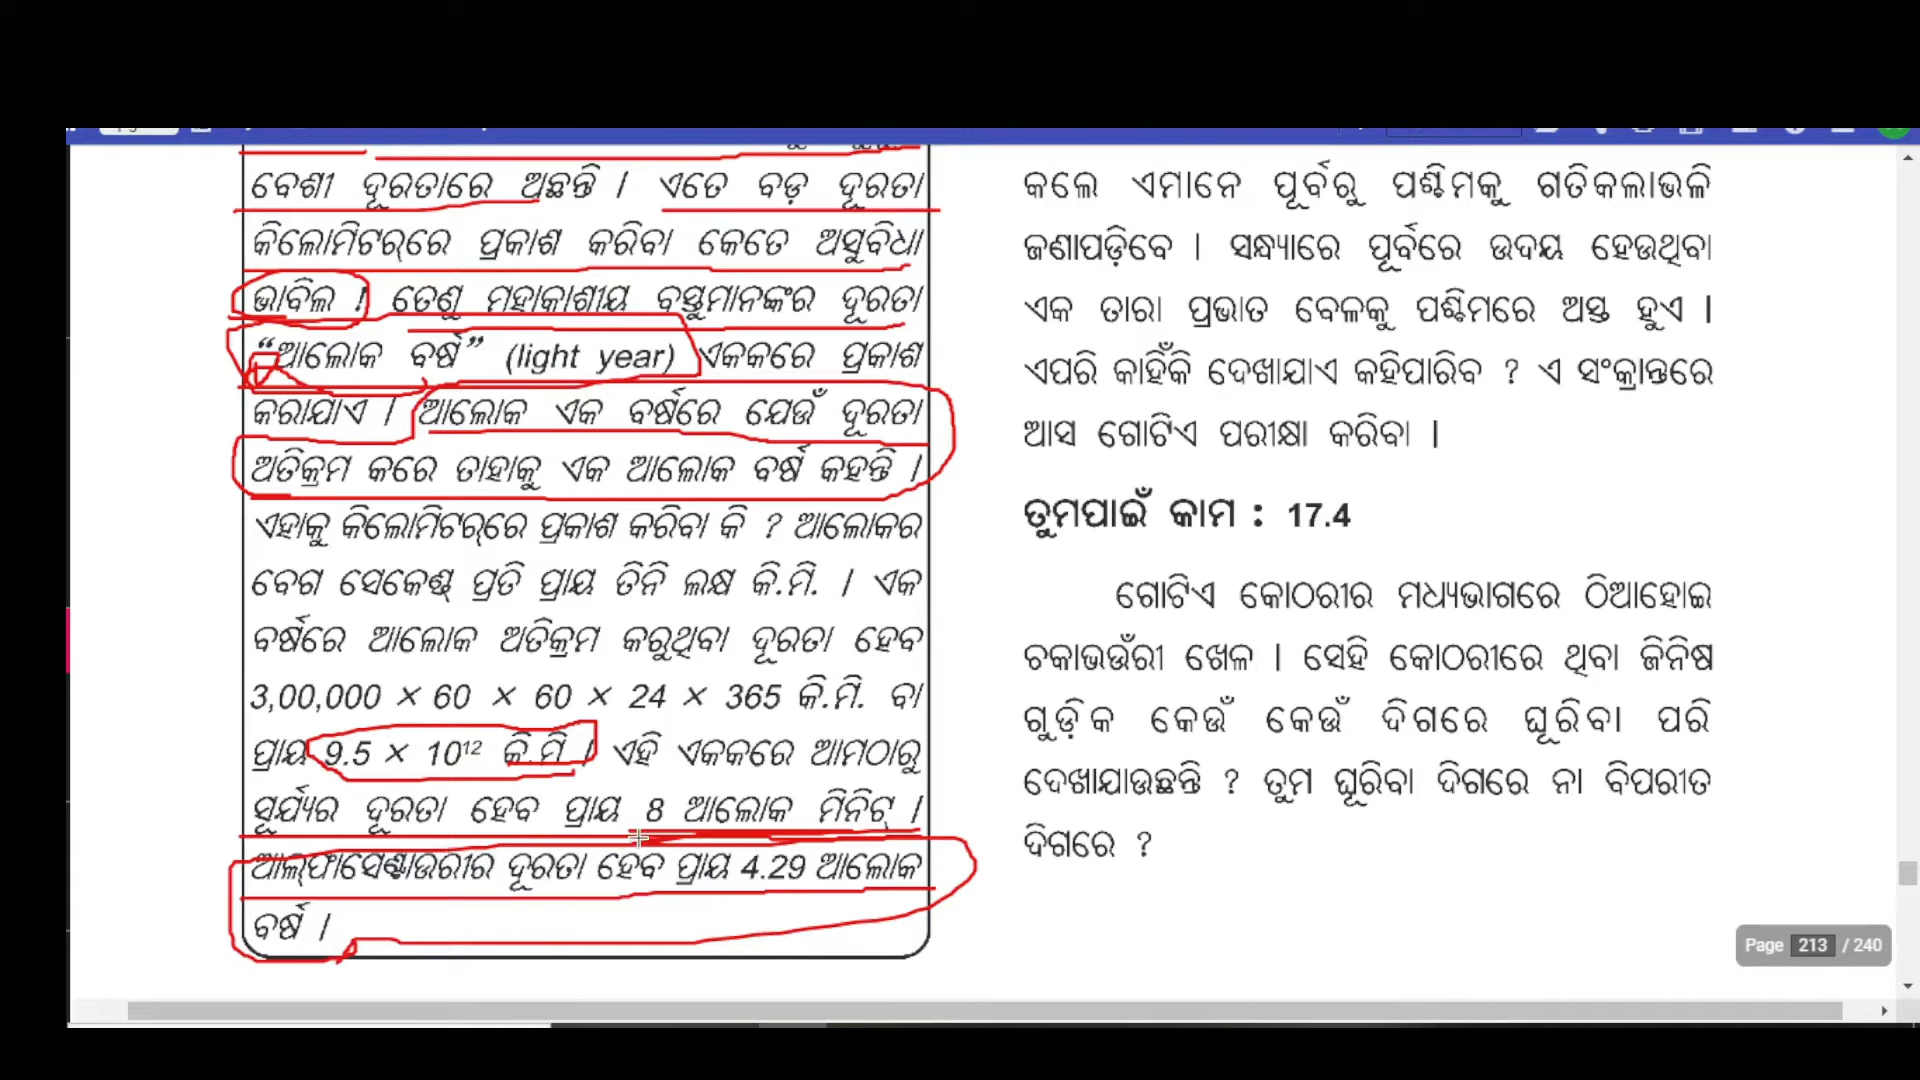 ବେଶୀ ଦୂରତାରେ ଅଛନ୍ତି । ଏତେ ବଡ଼ ଦୂରତା
କିଲୋମିଟର୍‌ରେ ପ୍ରକାଶ କରିବା କେତେ ଅସୁବିଧା
ଭାବିଲ ! ତେଣୁ ମହାକାଶୀୟ ବସ୍ତୁମାନଙ୍କର ଦୂରତା
“ଆଲୋକ ବର୍ଷ” (light year) ଏକକରେ ପ୍ରକାଶ
କରାଯାଏ । ଆଲୋକ ଏକ ବର୍ଷରେ ଯେଉଁ ଦୂରତା
ଅତିକ୍ରମ କରେ ତାହାକୁ ଏକ ଆଲୋକ ବର୍ଷ କହନ୍ତି ।
ଏହାକୁ କିଲୋମିଟର୍‌ରେ ପ୍ରକାଶ କରିବା କି ? ଆଲୋକର
ବେଗ ସେକେଣ୍ଡ୍ ପ୍ରତି ପ୍ରାୟ ତିନି ଲକ୍ଷ କି.ମି. । ଏକ
ବର୍ଷରେ ଆଲୋକ ଅତିକ୍ରମ କରୁଥିବା ଦୂରତା ହେବ
3,00,000 × 60 × 60 × 24 × 365 କି.ମି. ବା
ପ୍ରାୟ 9.5 × 10¹² କି.ମି । ଏହି ଏକକରେ ଆମଠାରୁ
ସୂର୍ଯ୍ୟର ଦୂରତା ହେବ ପ୍ରାୟ 8 ଆଲୋକ ମିନିଟ୍ ।
ଆଲ୍‌ଫାସେଣ୍ଟାଉରୀର ଦୂରତା ହେବ ପ୍ରାୟ 4.29 ଆଲୋକ
ବର୍ଷ ।
କଲେ ଏମାନେ ପୂର୍ବରୁ ପଶ୍ଚିମକୁ ଗତିକଲାଭଳି
ଜଣାପଡ଼ିବେ । ସନ୍ଧ୍ୟାରେ ପୂର୍ବରେ ଉଦୟ ହେଉଥିବା
ଏକ ତାରା ପ୍ରଭାତ ବେଳକୁ ପଶ୍ଚିମରେ ଅସ୍ତ ହୁଏ ।
ଏପରି କାହିଁକି ଦେଖାଯାଏ କହିପାରିବ ? ଏ ସଂକ୍ରାନ୍ତରେ
ଆସ ଗୋଟିଏ ପରୀକ୍ଷା କରିବା ।
ତୁମପାଇଁ କାମ : 17.4
ଗୋଟିଏ କୋଠରୀର ମଧ୍ୟଭାଗରେ ଠିଆହୋଇ
ଚକାଭଉଁରୀ ଖେଳ । ସେହି କୋଠରୀରେ ଥିବା ଜିନିଷ
ଗୁଡ଼ିକ କେଉଁ କେଉଁ ଦିଗରେ ଘୂରିବା ପରି
ଦେଖାଯାଉଛନ୍ତି ? ତୁମ ଘୂରିବା ଦିଗରେ ନା ବିପରୀତ
ଦିଗରେ ?
Page 213 / 240